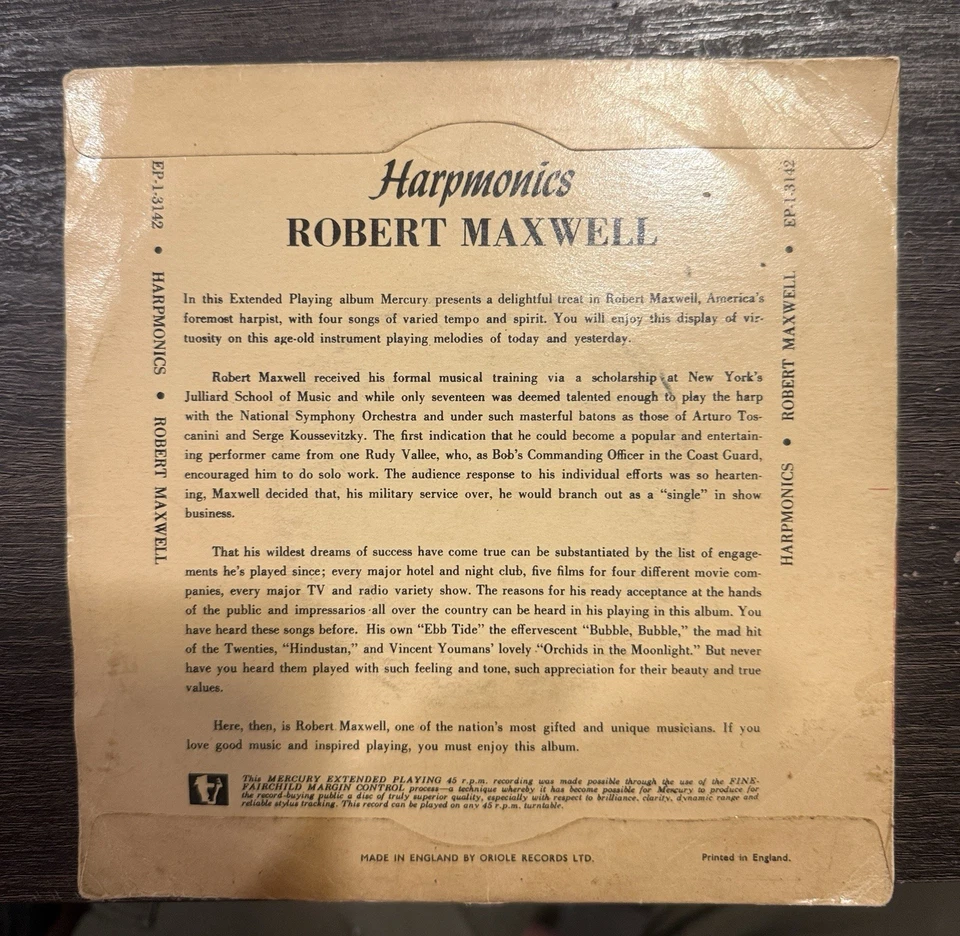 Harpmonics
ROBERT MAXWELL
EP-1-3142 • HARPMONICS • ROBERT MAXWELL
HARPMONICS • ROBERT MAXWELL • EP-1-3142
In this Extended Playing album Mercury presents a delightful treat in Robert Maxwell, America's
foremost harpist, with four songs of varied tempo and spirit. You will enjoy this display of vir-
tuosity on this age-old instrument playing melodies of today and yesterday.
Robert Maxwell received his formal musical training via a scholarship at New York's
Julliard School of Music and while only seventeen was deemed talented enough to play the harp
with the National Symphony Orchestra and under such masterful batons as those of Arturo Tos-
canini and Serge Koussevitzky. The first indication that he could become a popular and entertain-
ing performer came from one Rudy Vallee, who, as Bob's Commanding Officer in the Coast Guard,
encouraged him to do solo work. The audience response to his individual efforts was so hearten-
ing, Maxwell decided that, his military service over, he would branch out as a "single" in show
business.
That his wildest dreams of success have come true can be substantiated by the list of engage-
ments he's played since; every major hotel and night club, five films for four different movie com-
panies, every major TV and radio variety show. The reasons for his ready acceptance at the hands
of the public and impressarios all over the country can be heard in his playing in this album. You
have heard these songs before. His own "Ebb Tide" the effervescent "Bubble, Bubble," the mad hit
of the Twenties, "Hindustan," and Vincent Youmans' lovely "Orchids in the Moonlight." But never
have you heard them played with such feeling and tone, such appreciation for their beauty and true
values.
Here, then, is Robert Maxwell, one of the nation's most gifted and unique musicians. If you
love good music and inspired playing, you must enjoy this album.
This MERCURY EXTENDED PLAYING 45 r.p.m. recording was made possible through the use of the FINE-
FAIRCHILD MARGIN CONTROL process—a technique whereby it has become possible for Mercury to produce for
the record-buying public a disc of truly superior quality, especially with respect to brilliance, clarity, dynamic range and
reliable stylus tracking. This record can be played on any 45 r.p.m. turntable.
MADE IN ENGLAND BY ORIOLE RECORDS LTD.
Printed in England.